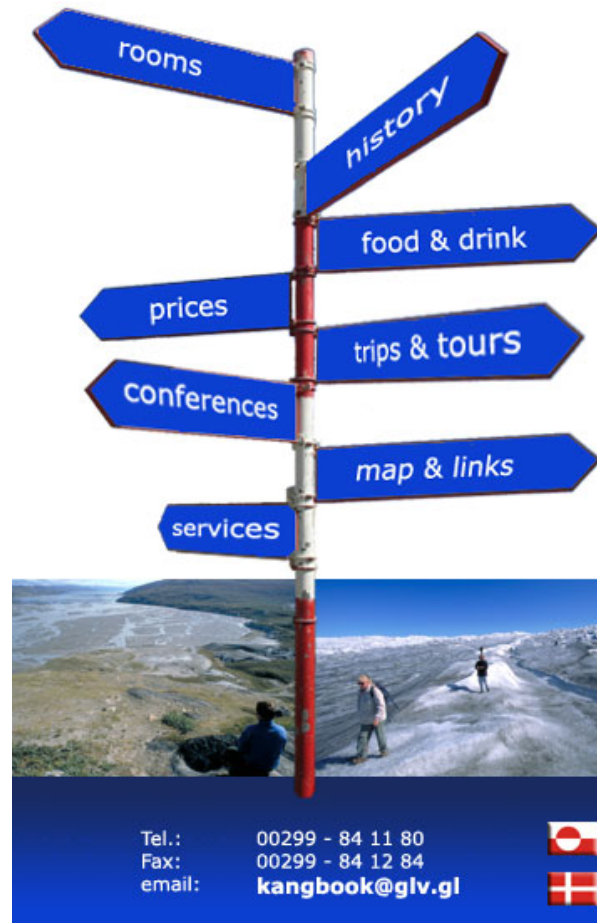 rooms
history
food & drink
prices
trips & tours
conferences
map & links
services
Tel.: 00299 - 84 11 80
Fax: 00299 - 84 12 84
email: kangbook@glv.gl